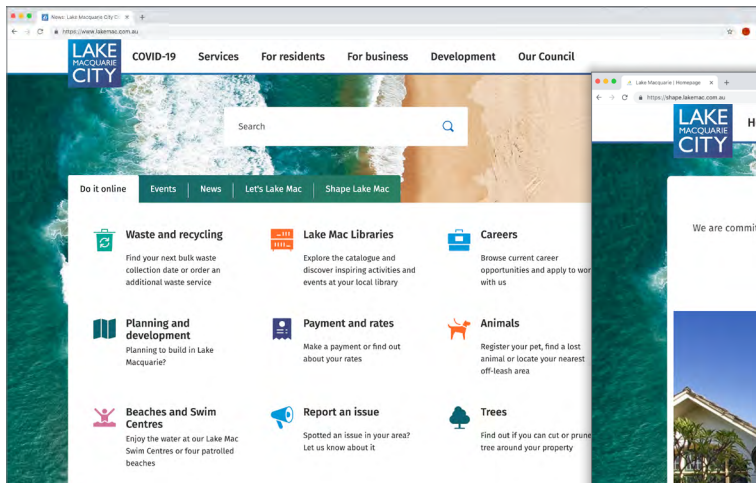 News: Lake Macquarie City C
https://www.lakemac.com.au
LAKE
MACQUARIE
CITY
COVID-19 Services For residents For business Development Our Council
Search
Do it online Events News Let's Lake Mac Shape Lake Mac
Waste and recycling
Find your next bulk waste
collection date or order an
additional waste service
Lake Mac Libraries
Explore the catalogue and
discover inspiring activities and
events at your local library
Careers
Browse current career
opportunities and apply to wor
with us
Planning and
development
Planning to build in Lake
Macquarie?
Payment and rates
Make a payment or find out
about your rates
Animals
Register your pet, find a lost
animal or locate your nearest
off-leash area
Beaches and Swim
Centres
Enjoy the water at our Lake Mac
Swim Centres or four patrolled
beaches
Report an issue
Spotted an issue in your area?
Let us know about it
Trees
Find out if you can cut or prune
tree around your property
Lake Macquarie | Homepage
https://shape.lakemac.com.au
LAKE
MACQUARIE
CITY
H
We are commit